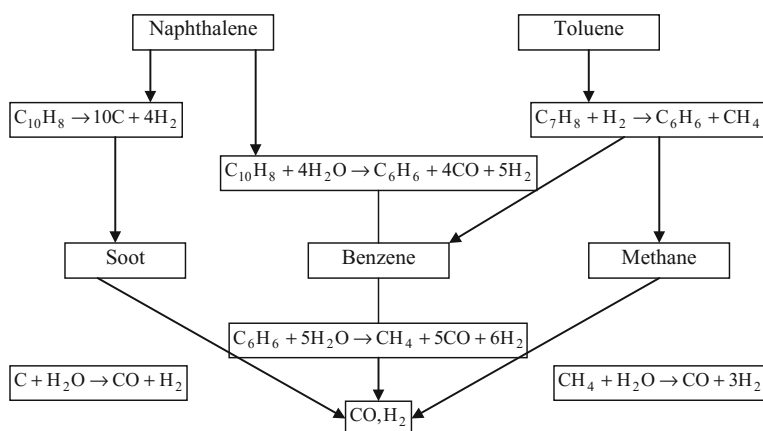 Naphthalene
Toluene
C₁₀H₈ → 10C + 4H₂
C₇H₈ + H₂ → C₆H₆ + CH₄
C₁₀H₈ + 4H₂O → C₆H₆ + 4CO + 5H₂
Soot
Benzene
Methane
C₆H₆ + 5H₂O → CH₄ + 5CO + 6H₂
C + H₂O → CO + H₂
CH₄ + H₂O → CO + 3H₂
CO, H₂